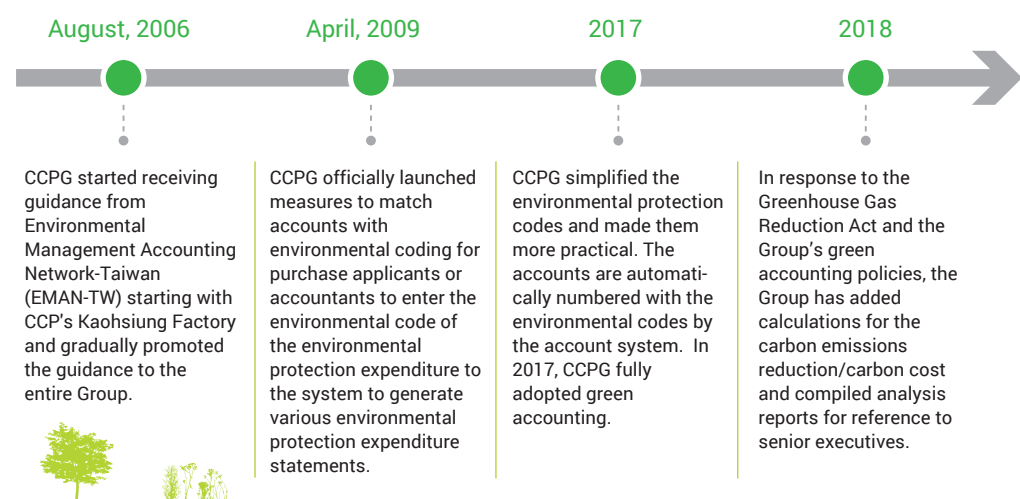 August, 2006
April, 2009
2017
2018
CCPG started receiving
guidance from
Environmental
Management Accounting
Network-Taiwan
(EMAN-TW) starting with
CCP's Kaohsiung Factory
and gradually promoted
the guidance to the
entire Group.
CCPG officially launched
measures to match
accounts with
environmental coding for
purchase applicants or
accountants to enter the
environmental code of
the environmental
protection expenditure to
the system to generate
various environmental
protection expenditure
statements.
CCPG simplified the
environmental protection
codes and made them
more practical. The
accounts are automati-
cally numbered with the
environmental codes by
the account system.  In
2017, CCPG fully
adopted green
accounting.
In response to the
Greenhouse Gas
Reduction Act and the
Group’s green
accounting policies, the
Group has added
calculations for the
carbon emissions
reduction/carbon cost
and compiled analysis
reports for reference to
senior executives.